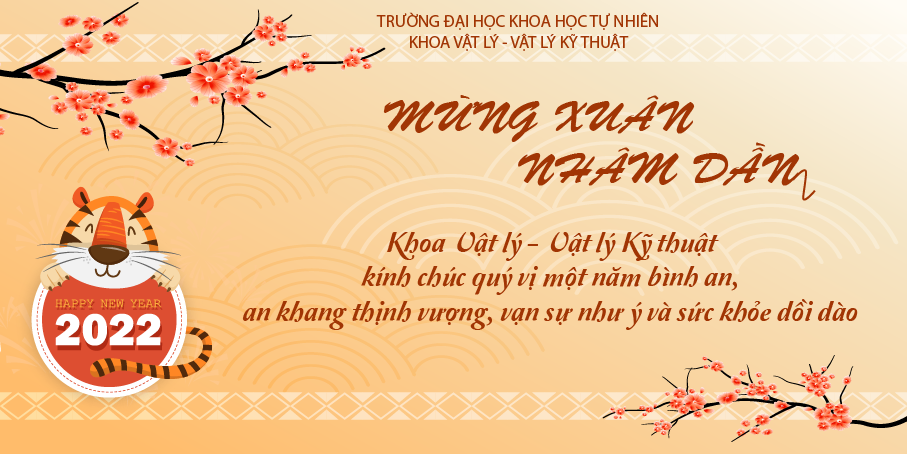 TRƯỜNG ĐẠI HỌC KHOA HỌC TỰ NHIÊN
KHOA VẬT LÝ - VẬT LÝ KỸ THUẬT
MỪNG XUÂN
NHÂM DẦN
Khoa Vật lý - Vật lý Kỹ thuật
kính chúc quý vị một năm bình an,
an khang thịnh vượng, vạn sự như ý và sức khỏe dồi dào
HAPPY NEW YEAR
2022